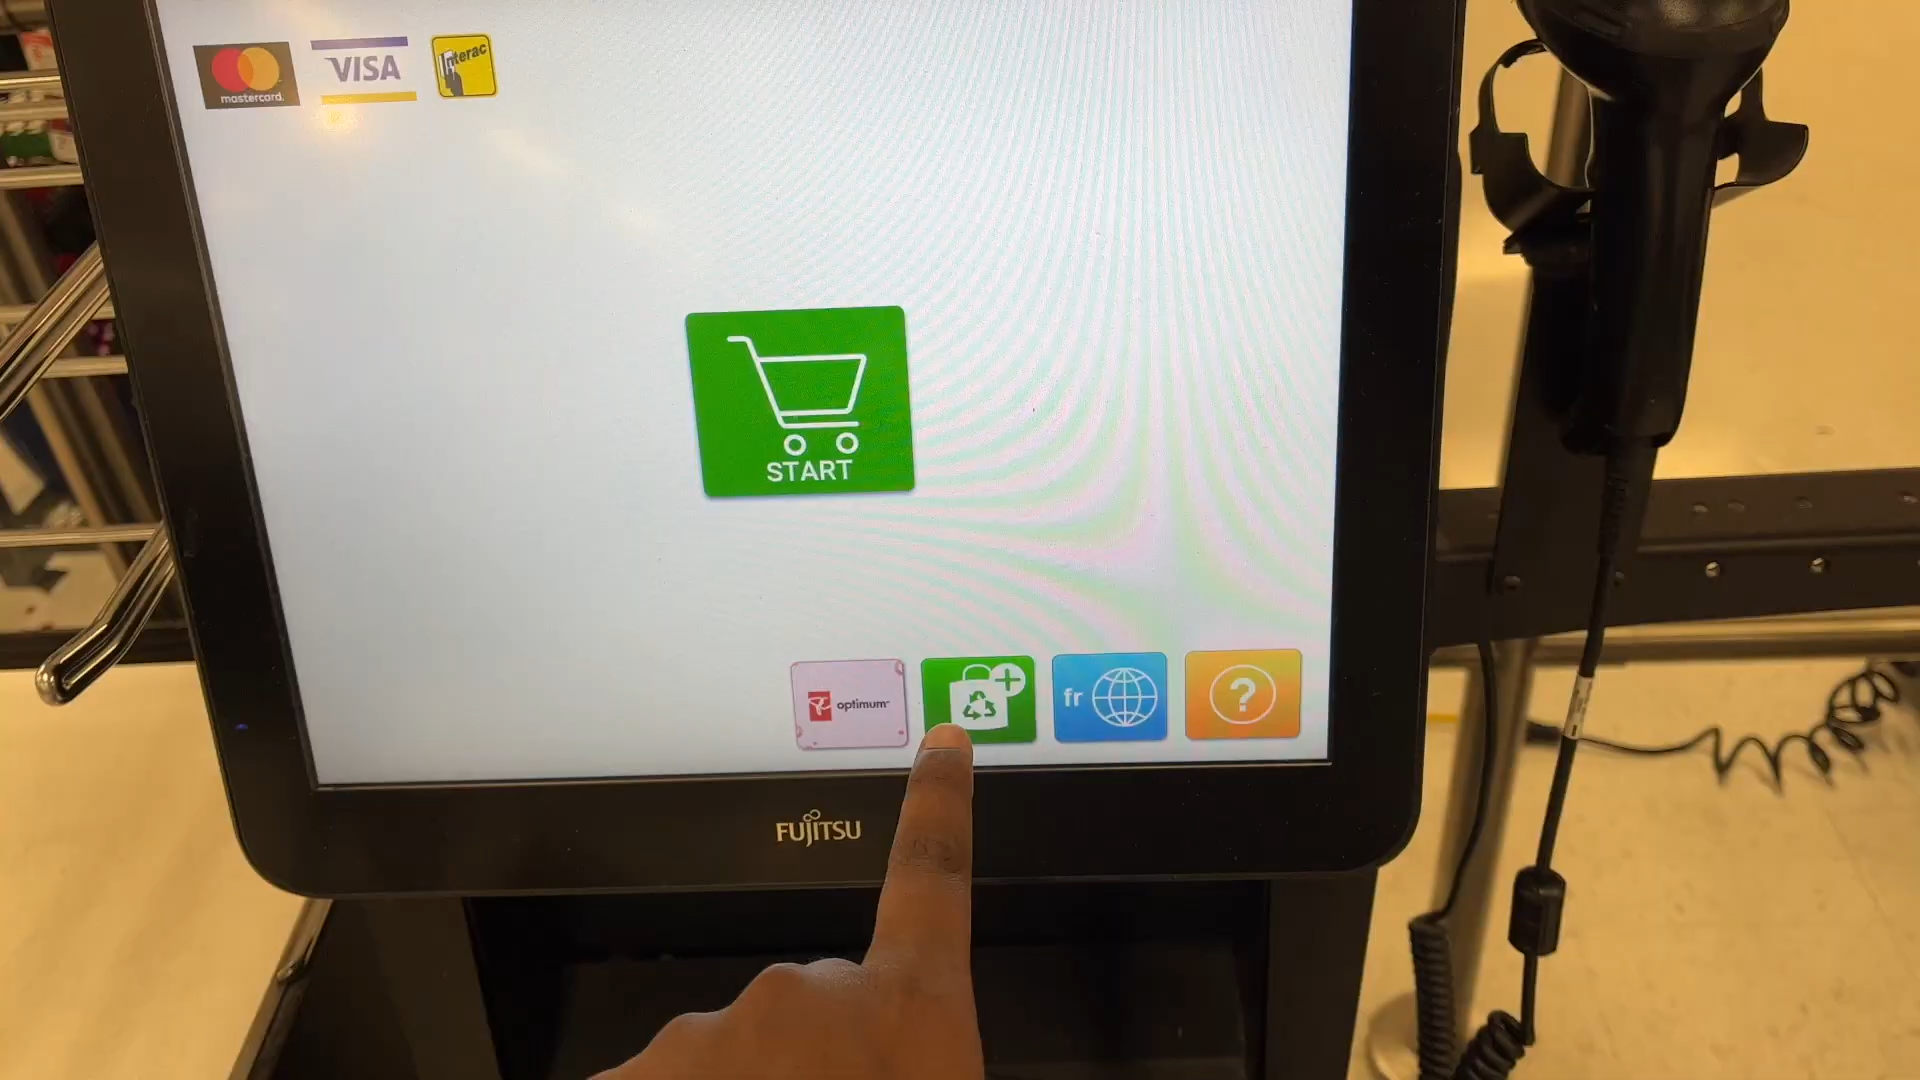 mastercard.
VISA
Interac
START
optimum
fr
?
FUJITSU